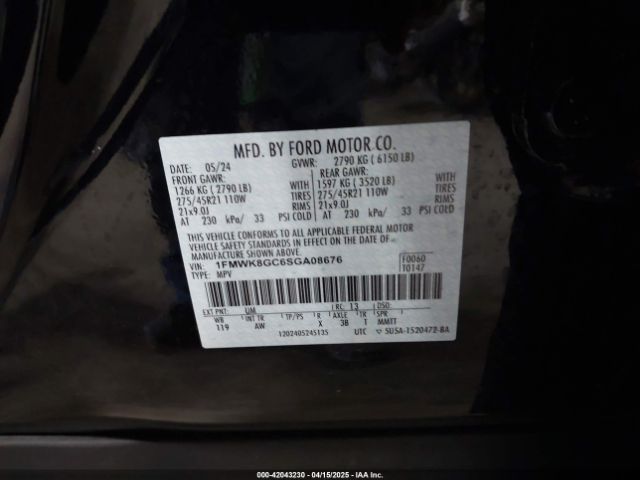 MFD. BY FORD MOTOR CO.
DATE: 05/24 GVWR: 2790 KG ( 6150 LB)
FRONT GAWR: REAR GAWR:
1266 KG ( 2790 LB) WITH 1597 KG ( 3520 LB) WITH
275/45R21 110W TIRES 275/45R21 110W TIRES
21x9.0J RIMS 21x9.0J RIMS
AT 230 kPa/ 33 PSI COLD AT 230 kPa/ 33 PSI COLD
THIS VEHICLE CONFORMS TO ALL APPLICABLE FEDERAL MOTOR
VEHICLE SAFETY STANDARDS IN EFFECT ON THE DATE OF
MANUFACTURE SHOWN ABOVE.
VIN: 1FMWK8GC6SGA08676 F0060
TYPE: MPV T0147
EXT PNT: UM RC: 13 DSO:
WB INT TR TP/PS R AXLE TR SPR
119 AW X 3B T MMTT
12024052451​35 UTC ▽ 5U5A-1520472-BA
000-42043230 - 04/15/2025 - IAA Inc.